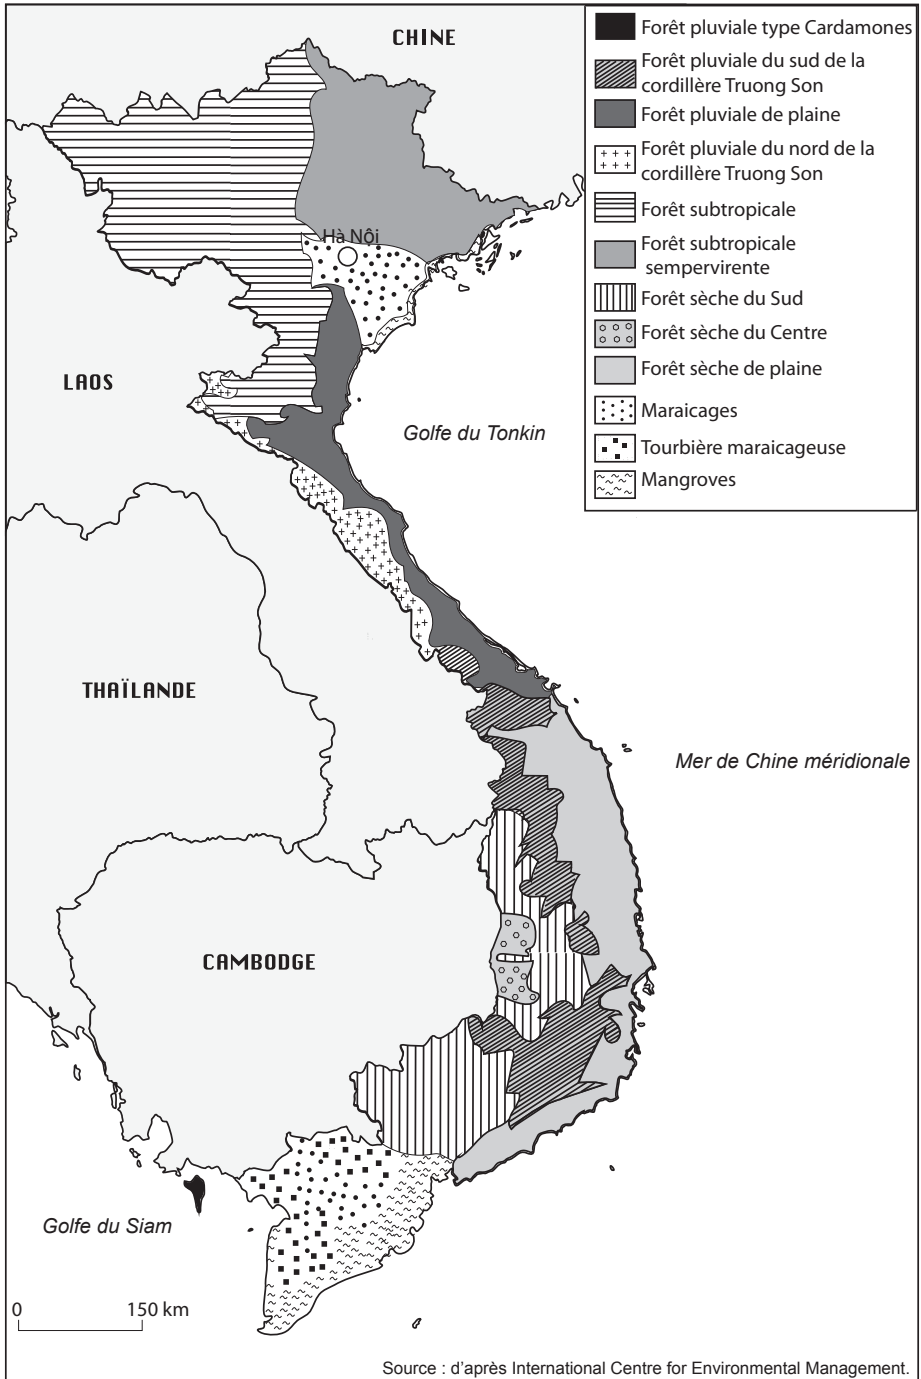 CHINE
Forêt pluviale type Cardamones
Forêt pluviale du sud de la
cordillère Truong Son
Forêt pluviale de plaine
Forêt pluviale du nord de la
cordillère Truong Son
Forêt subtropicale
Forêt subtropicale
sempervirente
Forêt sèche du Sud
Forêt sèche du Centre
Forêt sèche de plaine
Maraicages
Tourbière maraicageuse
Mangroves
Hà Nôi
LAOS
Golfe du Tonkin
THAÏLANDE
Mer de Chine méridionale
CAMBODGE
Golfe du Siam
0 150 km
Source : d’après International Centre for Environmental Management.